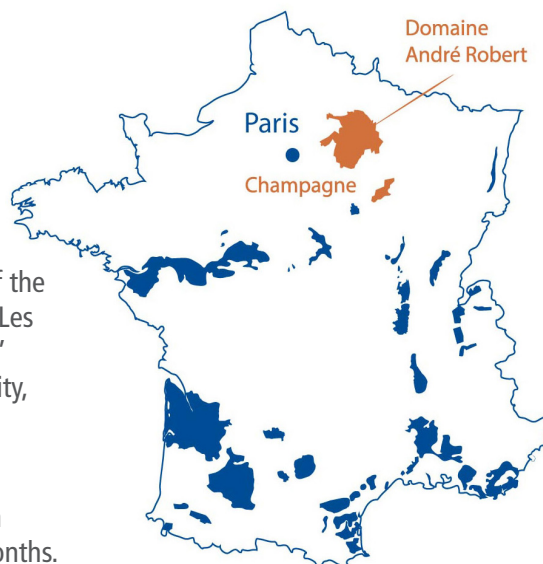 Domaine
André Robert
Paris
Champagne
f the
Les
’
ity,
onths.